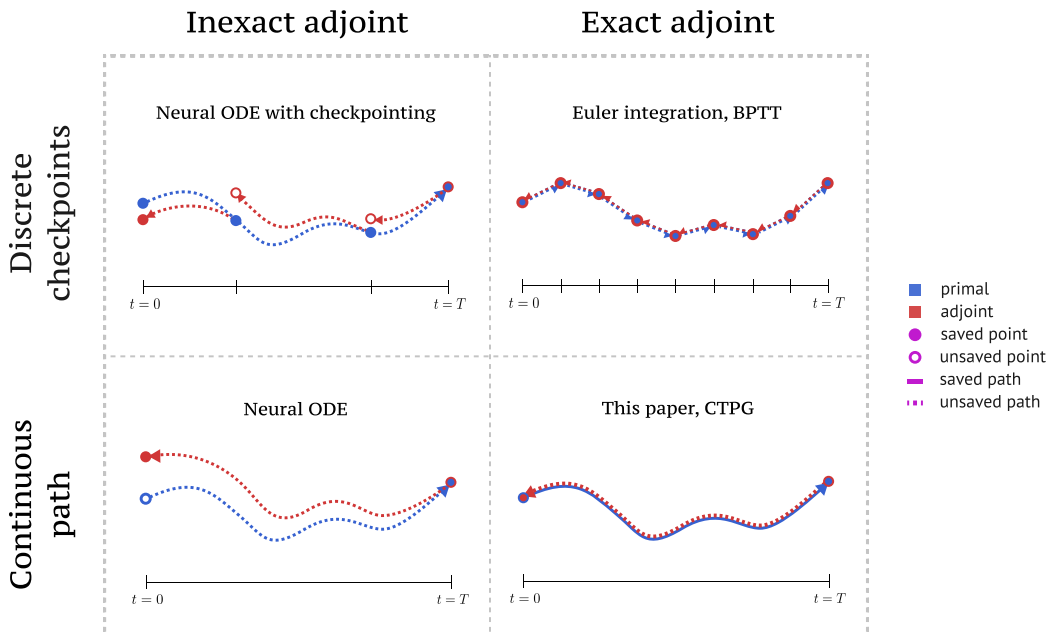 Inexact adjoint
Exact adjoint
Discrete
checkpoints
Neural ODE with checkpointing
t = 0
t = T
Euler integration, BPTT
t = 0
t = T
Continuous
path
Neural ODE
t = 0
t = T
This paper, CTPG
t = 0
t = T
primal
adjoint
saved point
unsaved point
saved path
unsaved path